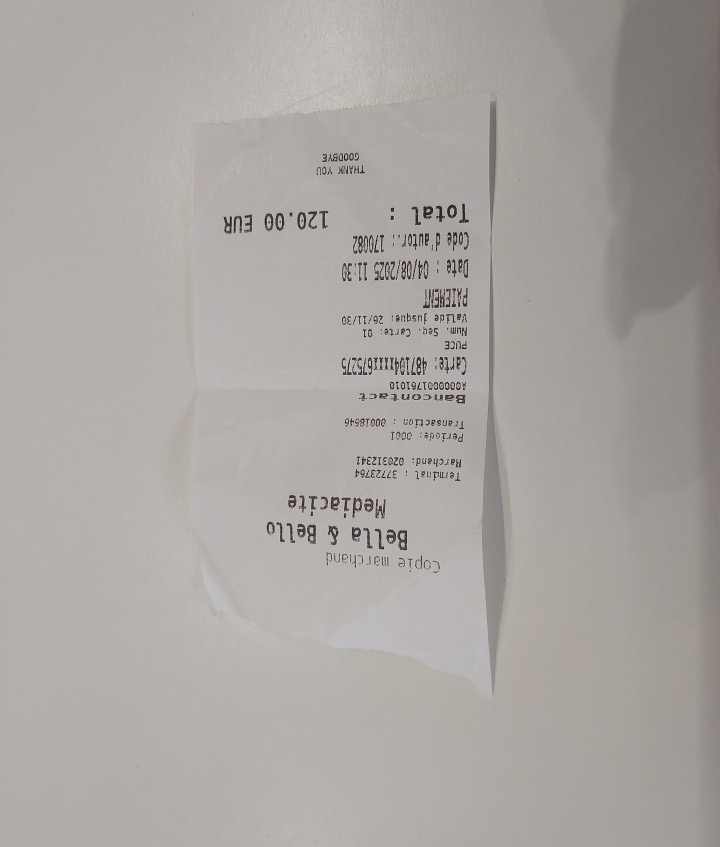 Copie marchand
Bella & Bello
Mediacite
Terminal : 37723764
Marchand: 020312341
Periode: 0001
Transaction : 00018646
Bancontact
A0000001761010
Carte: 487104xxxx675275
PUCE
Num. Seq. Carte: 01
Valide jusque: 26/11/30
PAIEMENT
Date : 04/08/2025 11:30
Code d'autor.: 170082
Total : 120.00 EUR
THANK YOU
GOODBYE